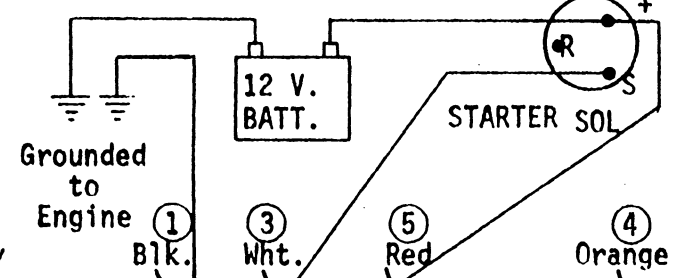 +
R
12 V.
BATT.
S
STARTER SOL
Grounded
to
Engine
1
3
5
4
Blk.
Wht.
Red
Orange